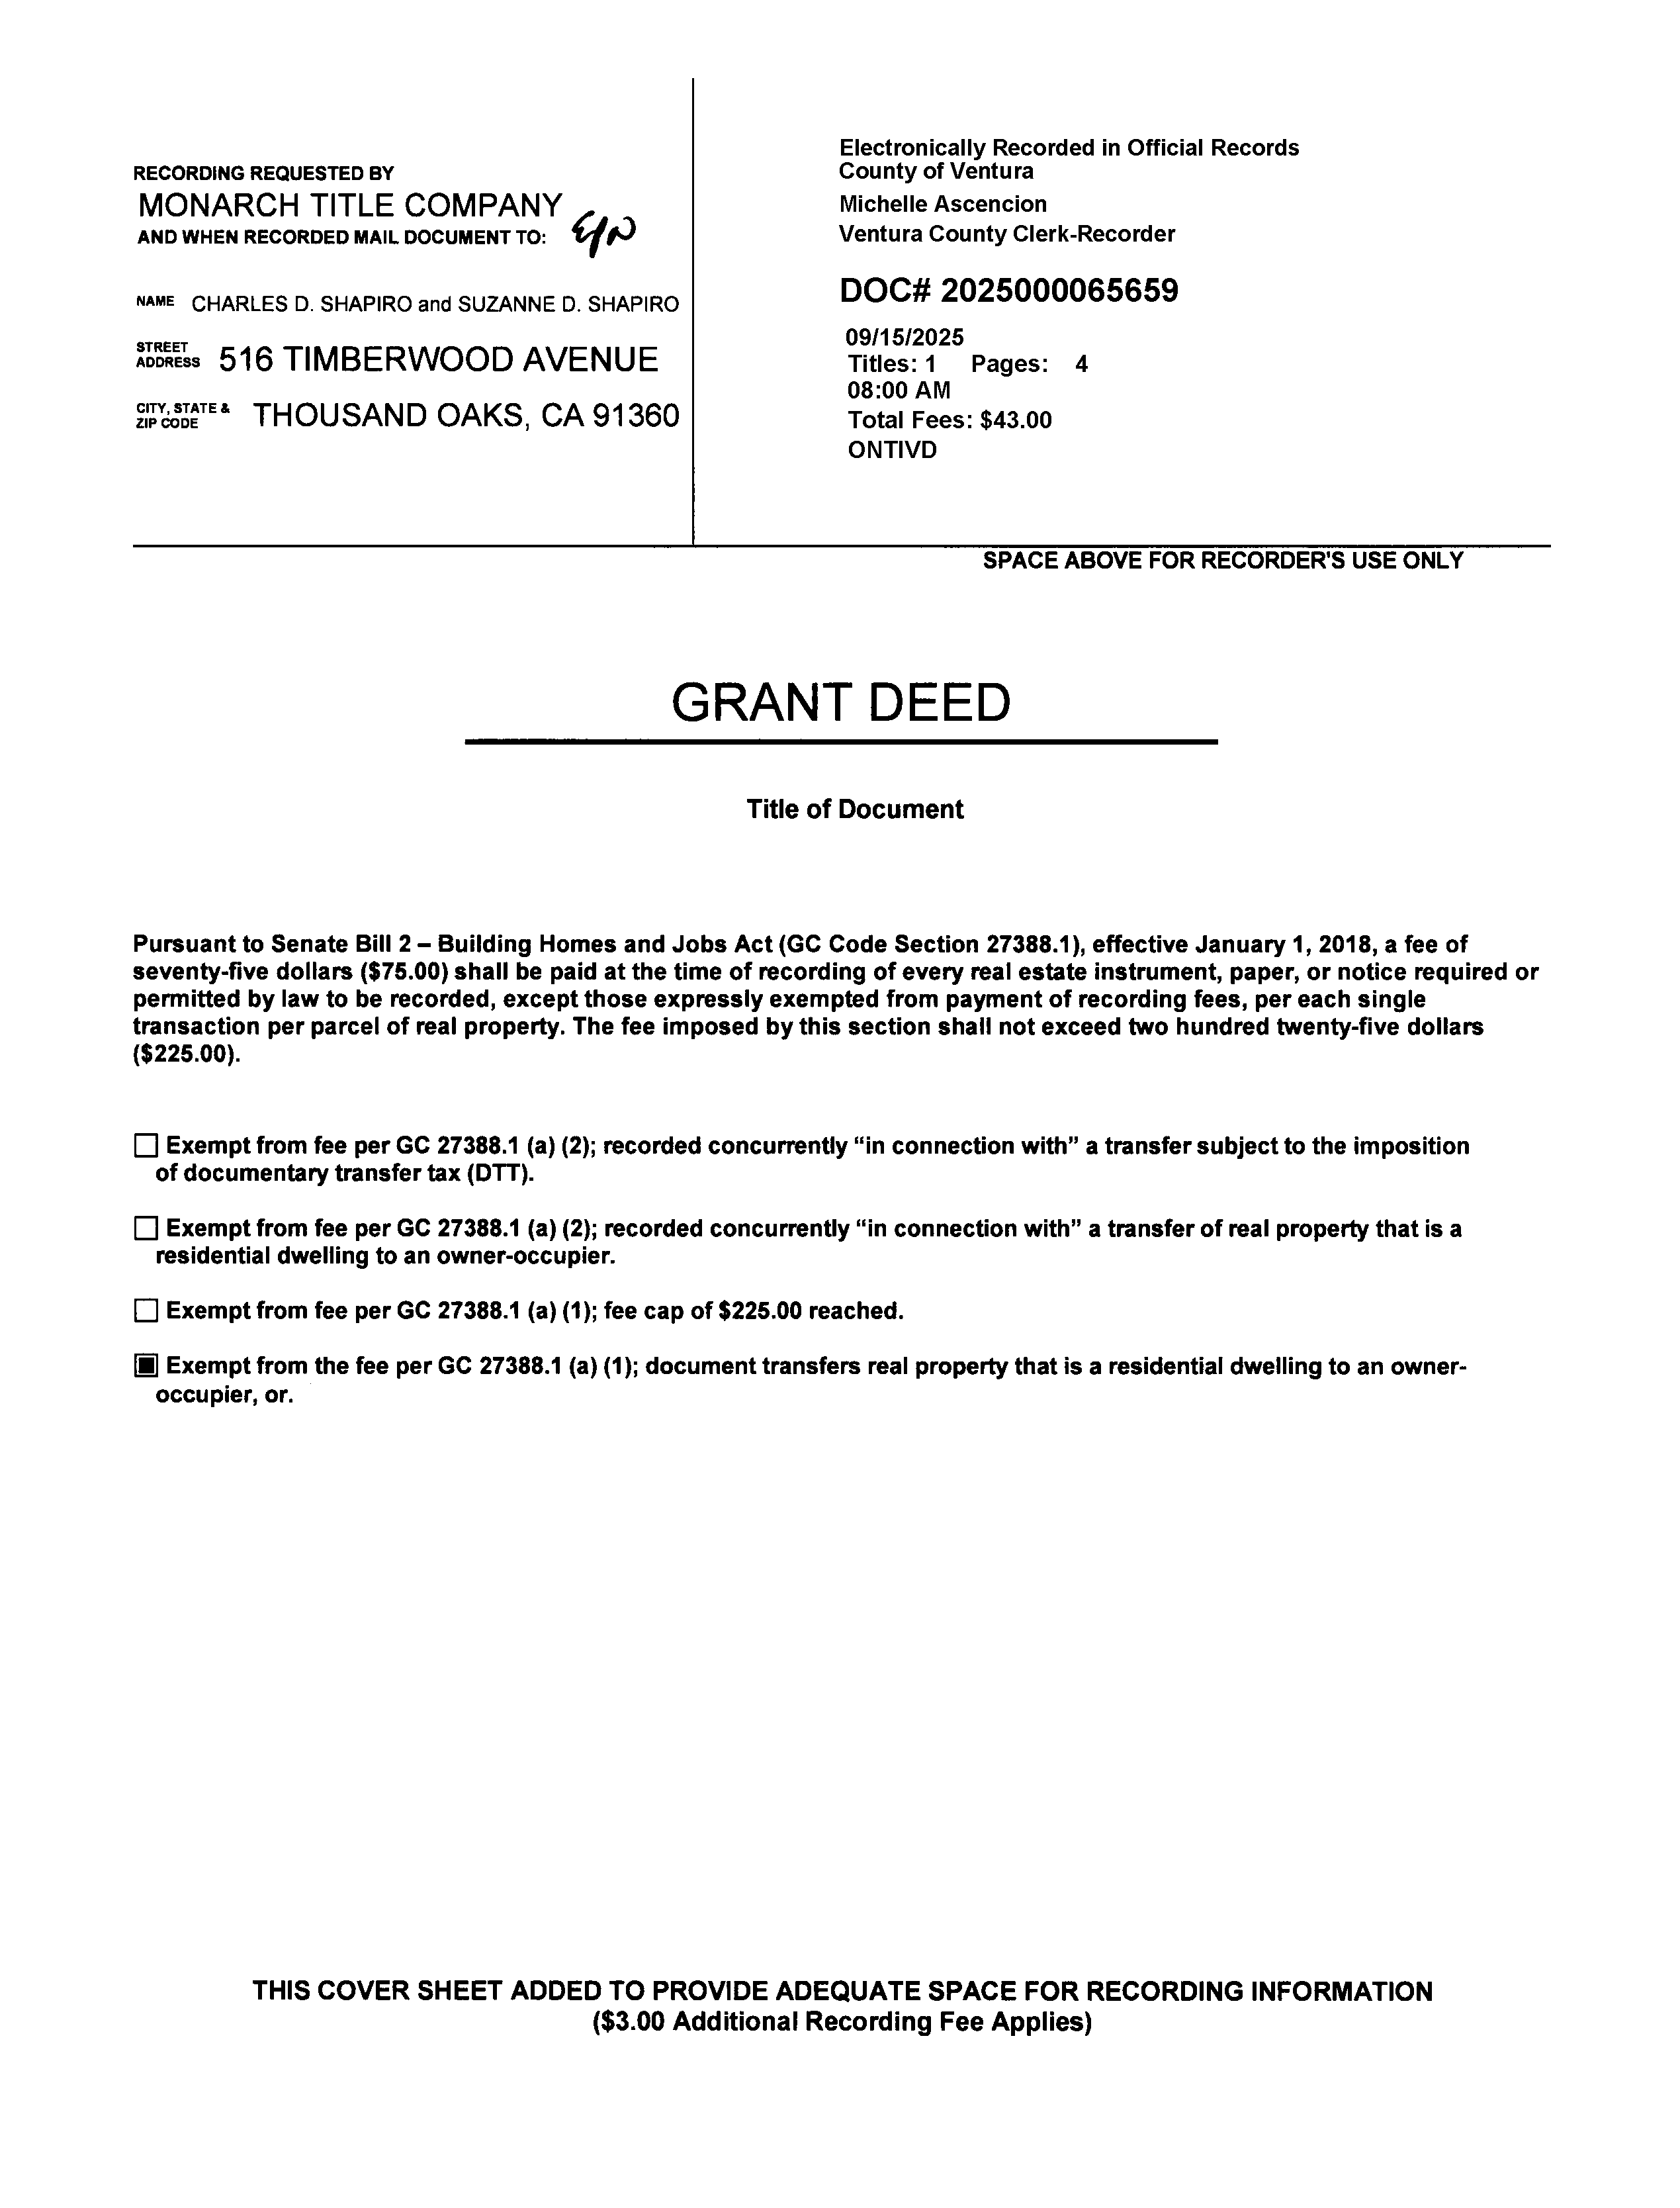 RECORDING REQUESTED BY
MONARCH TITLE COMPANY
AND WHEN RECORDED MAIL DOCUMENT TO:
NAME CHARLES D. SHAPIRO and SUZANNE D. SHAPIRO
STREET ADDRESS 516 TIMBERWOOD AVENUE
CITY, STATE & ZIP CODE THOUSAND OAKS, CA 91360
Electronically Recorded in Official Records
County of Ventura
Michelle Ascencion
Ventura County Clerk-Recorder
DOC# 2025000065659
09/15/2025
Titles: 1 Pages: 4
08:00 AM
Total Fees: $43.00
ONTIVD
SPACE ABOVE FOR RECORDER'S USE ONLY
GRANT DEED
Title of Document
Pursuant to Senate Bill 2 – Building Homes and Jobs Act (GC Code Section 27388.1), effective January 1, 2018, a fee of
seventy-five dollars ($75.00) shall be paid at the time of recording of every real estate instrument, paper, or notice required or
permitted by law to be recorded, except those expressly exempted from payment of recording fees, per each single
transaction per parcel of real property. The fee imposed by this section shall not exceed two hundred twenty-five dollars
($225.00).
Exempt from fee per GC 27388.1 (a) (2); recorded concurrently “in connection with” a transfer subject to the imposition
of documentary transfer tax (DTT).
Exempt from fee per GC 27388.1 (a) (2); recorded concurrently “in connection with” a transfer of real property that is a
residential dwelling to an owner-occupier.
Exempt from fee per GC 27388.1 (a) (1); fee cap of $225.00 reached.
Exempt from the fee per GC 27388.1 (a) (1); document transfers real property that is a residential dwelling to an owner-
occupier, or.
THIS COVER SHEET ADDED TO PROVIDE ADEQUATE SPACE FOR RECORDING INFORMATION
($3.00 Additional Recording Fee Applies)